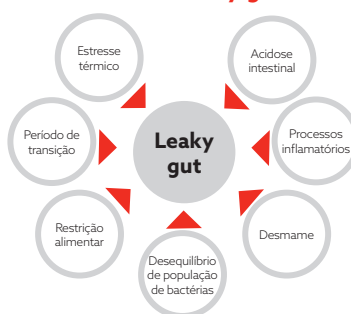 Estresse
térmico
Acidose
intestinal
Período de
transição
Leaky
gut
Processos
inflamatórios
Restrição
alimentar
Desmame
Desequilíbrio
de população
de bactérias